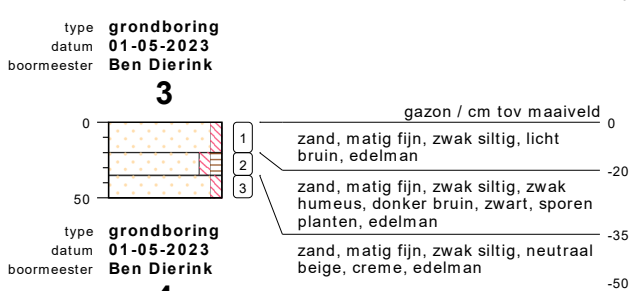 type grondboring
datum 01-05-2023
boormeester Ben Dierink
3
gazon / cm tov maaiveld
0
0
1
zand, matig fijn, zwak siltig, licht
bruin, edelman
-20
2
zand, matig fijn, zwak siltig, zwak
humeus, donker bruin, zwart, sporen
planten, edelman
-35
3
50
zand, matig fijn, zwak siltig, neutraal
beige, creme, edelman
-50
type grondboring
datum 01-05-2023
boormeester Ben Dierink